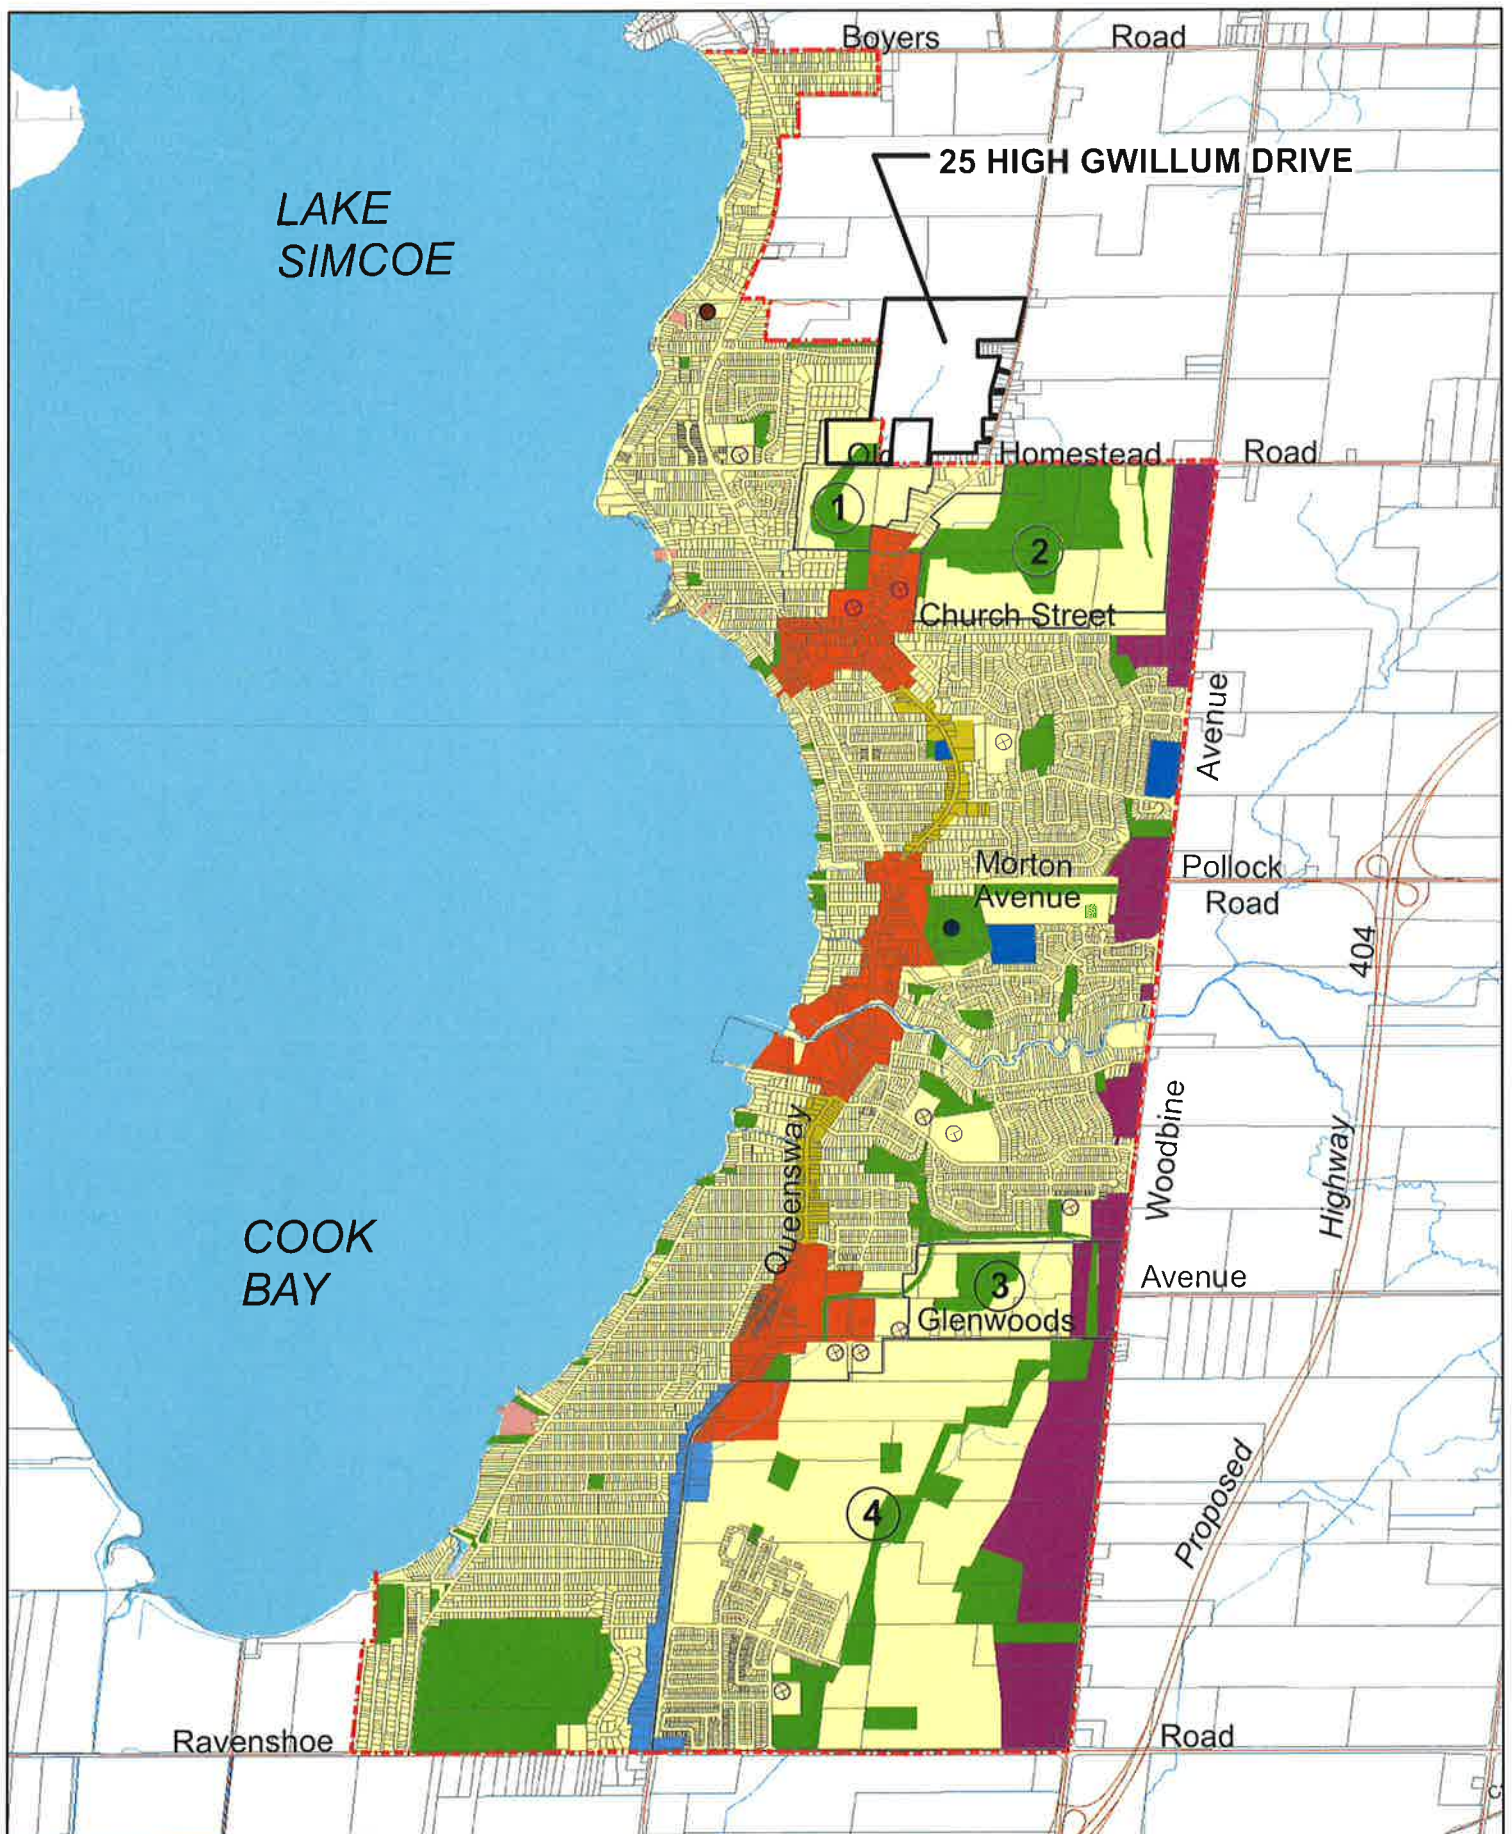 Boyers Road
25 HIGH GWILLUM DRIVE
LAKE
SIMCOE
Old Homestead Road
1
2
Church Street
Avenue
Morton
Avenue
Pollock
Road
404
Queensway
Woodbine
Highway
COOK
BAY
Avenue
3
Glenwoods
4
Proposed
Ravenshoe Road